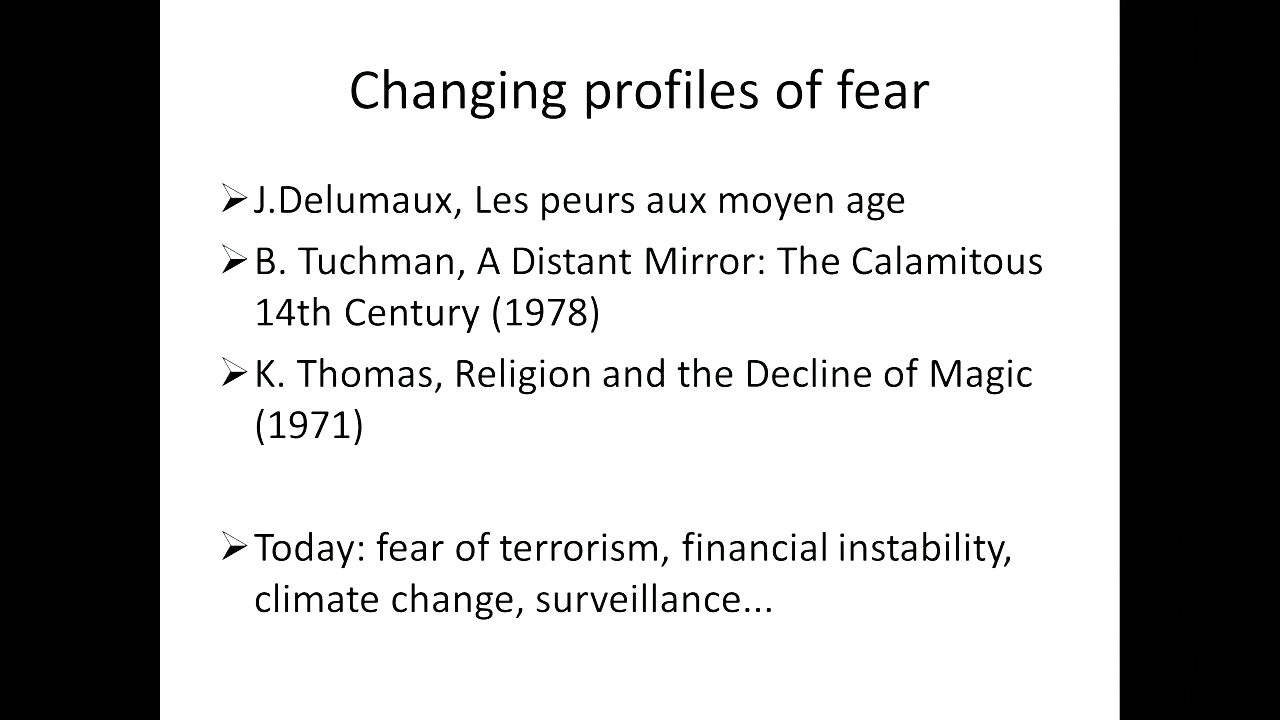 Changing profiles of fear
➢J.Delumaux, Les peurs aux moyen age
➢B. Tuchman, A Distant Mirror: The Calamitous
14th Century (1978)
➢K. Thomas, Religion and the Decline of Magic
(1971)
➢Today: fear of terrorism, financial instability,
climate change, surveillance...